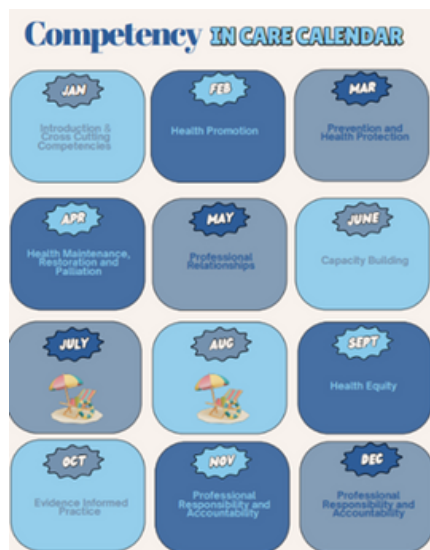 Competency IN CARE CALENDAR
JAN
Introduction &
Cross Cutting
Competencies
FEB
Health Promotion
MAR
Prevention and
Health Protection
APR
Health Maintenance,
Restoration and
Palliation
MAY
Professional
Relationships
JUNE
Capacity Building
JULY
AUG
SEPT
Health Equity
OCT
Evidence Informed
Practice
NOV
Professional
Responsibility and
Accountability
DEC
Professional
Responsibility and
Accountability